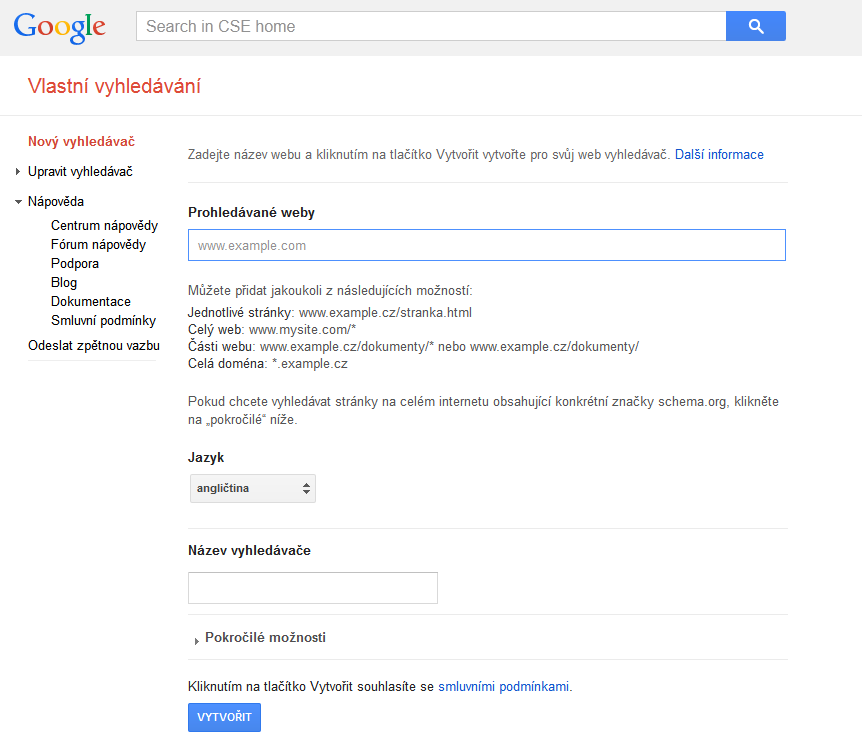 Google
Search in CSE home
Vlastní vyhledávání
Nový vyhledávač
Upravit vyhledávač
Nápověda
Centrum nápovědy
Fórum nápovědy
Podpora
Blog
Dokumentace
Smluvní podmínky
Odeslat zpětnou vazbu
Zadejte název webu a kliknutím na tlačítko Vytvořit vytvořte pro svůj web vyhledávač. Další informace
Prohledávané weby
www.example.com
Můžete přidat jakoukoli z následujících možností:
Jednotlivé stránky: www.example.cz/stranka.html
Celý web: www.mysite.com/*
Části webu: www.example.cz/dokumenty/* nebo www.example.cz/dokumenty/
Celá doména: *.example.cz
Pokud chcete vyhledávat stránky na celém internetu obsahující konkrétní značky schema.org, klikněte
na „pokročilé“ níže.
Jazyk
angličtina
Název vyhledávače
Pokročilé možnosti
Kliknutím na tlačítko Vytvořit souhlasíte se smluvními podmínkami.
VYTVOŘIT